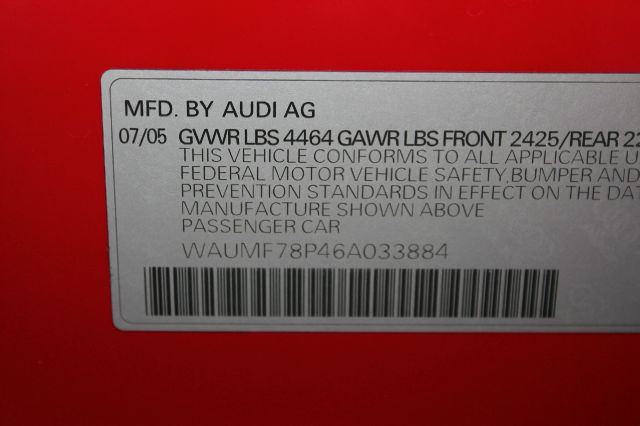 MFD. BY AUDI AG
07/05 GVWR LBS 4464 GAWR LBS FRONT 2425/REAR 22
THIS VEHICLE CONFORMS TO ALL APPLICABLE U
FEDERAL MOTOR VEHICLE SAFETY,BUMPER AND
PREVENTION STANDARDS IN EFFECT ON THE DAT
MANUFACTURE SHOWN ABOVE
PASSENGER CAR
WAUMF78P46A033884